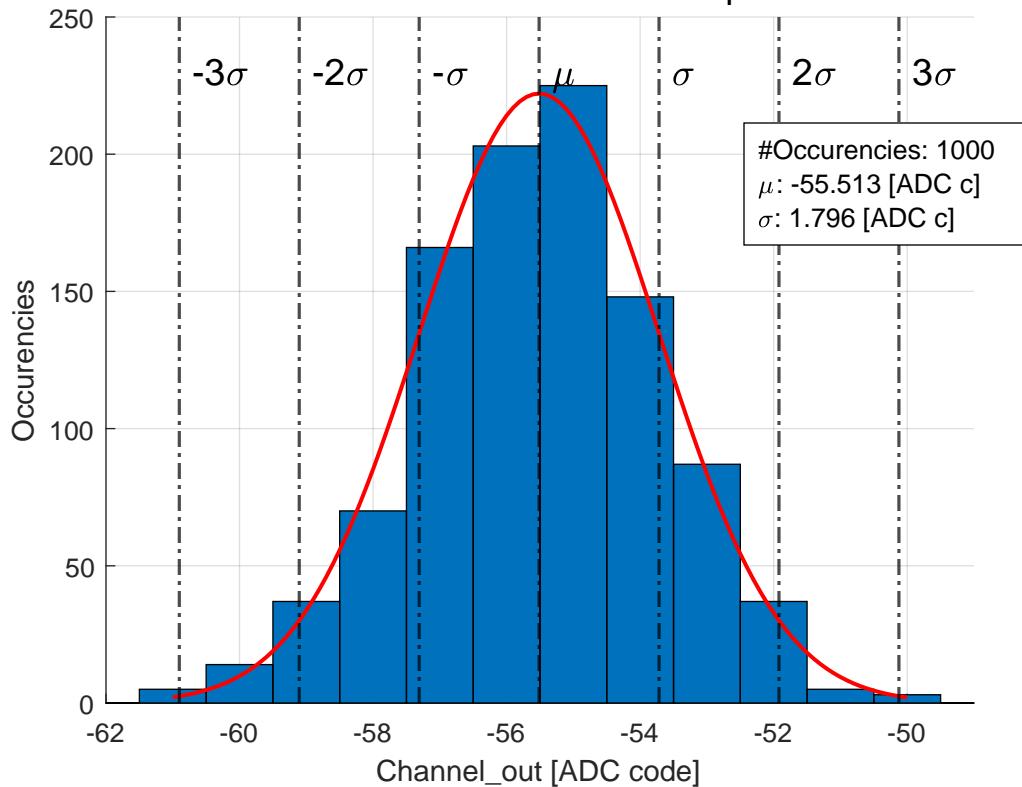 250
200
150
100
50
0
-3σ
-2σ
-σ
μ
σ
2σ
3σ
#Occurencies: 1000
μ: -55.513 [ADC c]
σ: 1.796 [ADC c]
Occurencies
-62
-60
-58
-56
-54
-52
-50
Channel_out [ADC code]